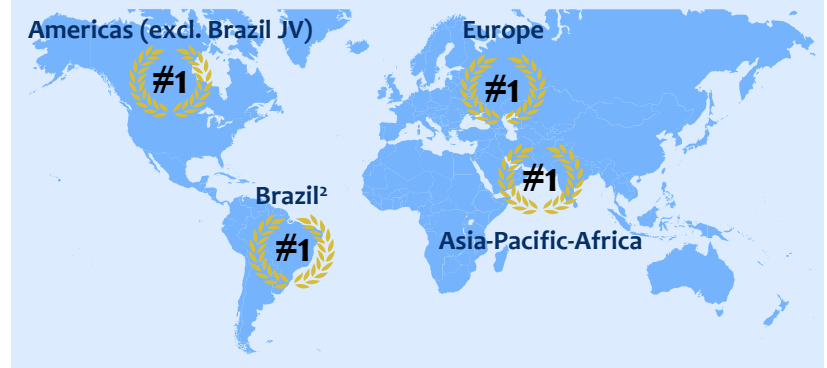 Americas (excl. Brazil JV)
Europe
#1
#1
#1
Brazil²
Asia-Pacific-Africa
#1